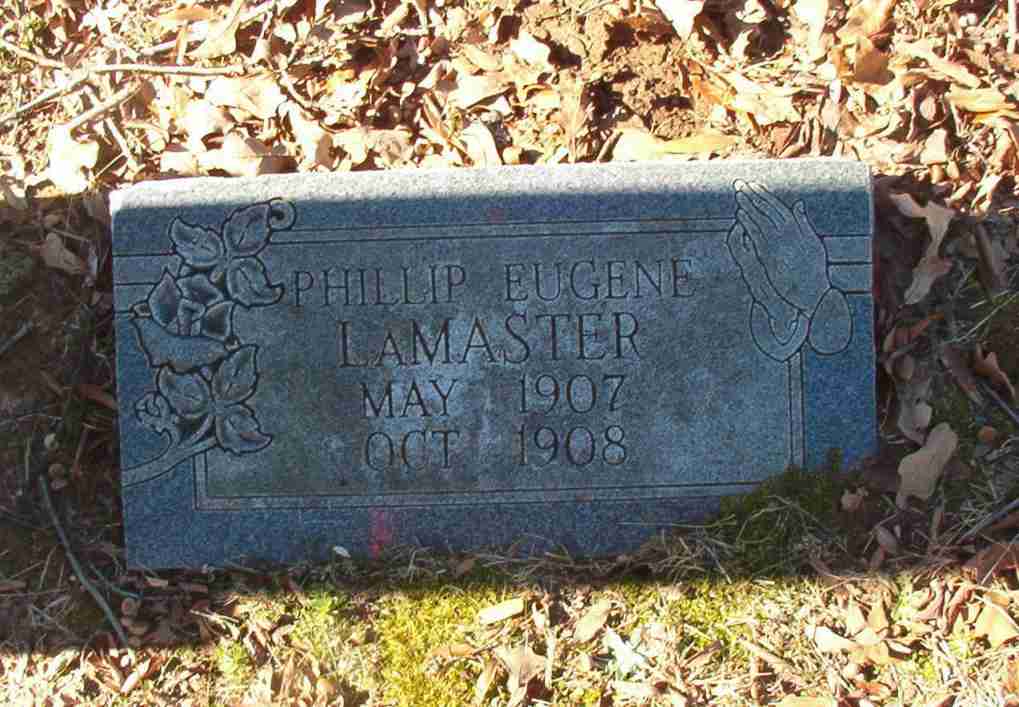 PHILLIP EUGENE
LaMASTER
MAY 1907
OCT 1908